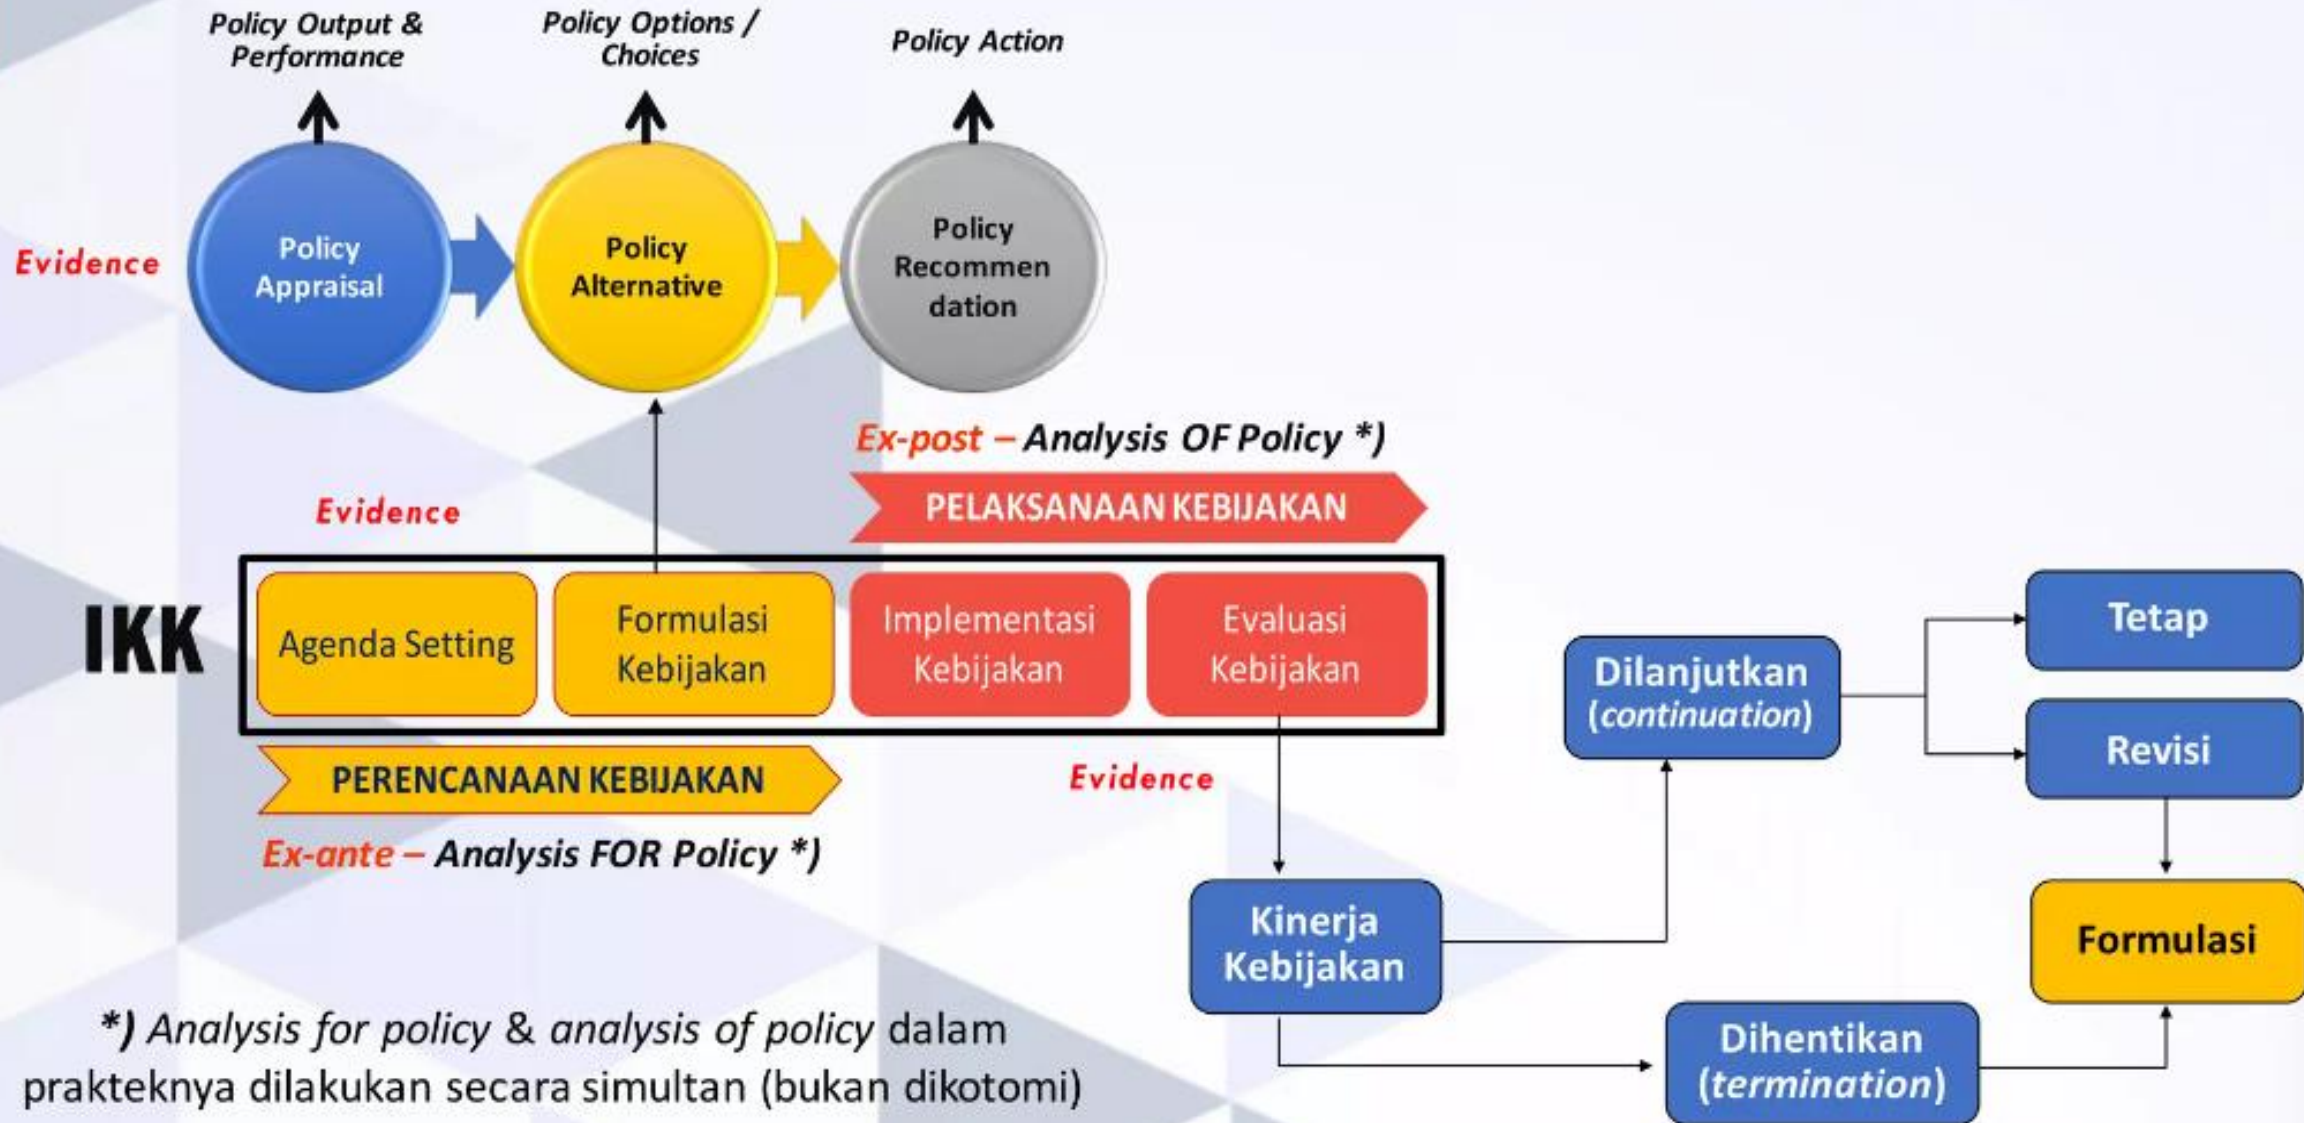 Policy Output &
Performance
Policy Options /
Choices
Policy Action
Evidence
Policy
Appraisal
Policy
Alternative
Policy
Recommen
dation
Ex-post – Analysis OF Policy *)
PELAKSANAAN KEBIJAKAN
Evidence
IKK
Agenda Setting
Formulasi
Kebijakan
Implementasi
Kebijakan
Evaluasi
Kebijakan
PERENCANAAN KEBIJAKAN
Ex-ante – Analysis FOR Policy *)
Evidence
Kinerja
Kebijakan
Dilanjutkan
(continuation)
Tetap
Revisi
Formulasi
Dihentikan
(termination)
*) Analysis for policy & analysis of policy dalam
prakteknya dilakukan secara simultan (bukan dikotomi)